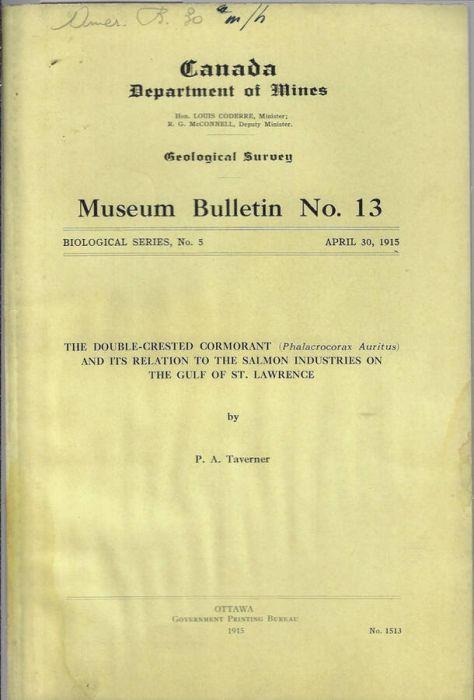 Canada
Department of Mines
Hon. LOUIS CODERRE, Minister;
R. G. McCONNELL, Deputy Minister.
Geological Survey
Museum Bulletin No. 13
BIOLOGICAL SERIES, No. 5 APRIL 30, 1915
THE DOUBLE-CRESTED CORMORANT (Phalacrocorax Auritus)
AND ITS RELATION TO THE SALMON INDUSTRIES ON
THE GULF OF ST. LAWRENCE
by
P. A. Taverner
OTTAWA
GOVERNMENT PRINTING BUREAU
1915 No. 1513